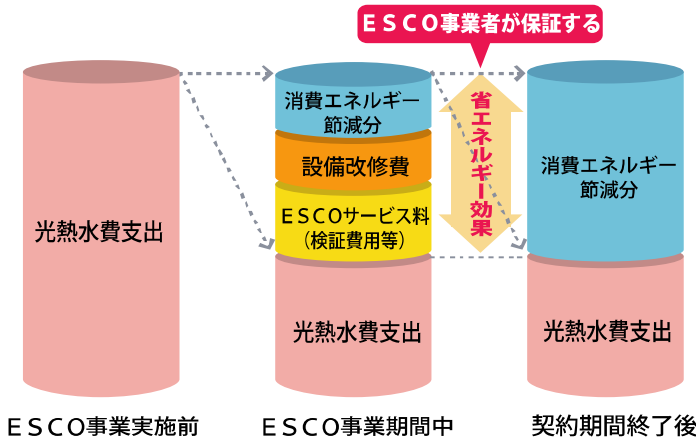 ＥＳＣＯ事業者が保証する
光熱水費支出
消費エネルギー
節減分
設備改修費
ＥＳＣＯサービス料
（検証費用等）
光熱水費支出
省エネルギー効果
消費エネルギー
節減分
光熱水費支出
ＥＳＣＯ事業実施前
ＥＳＣＯ事業期間中
契約期間終了後